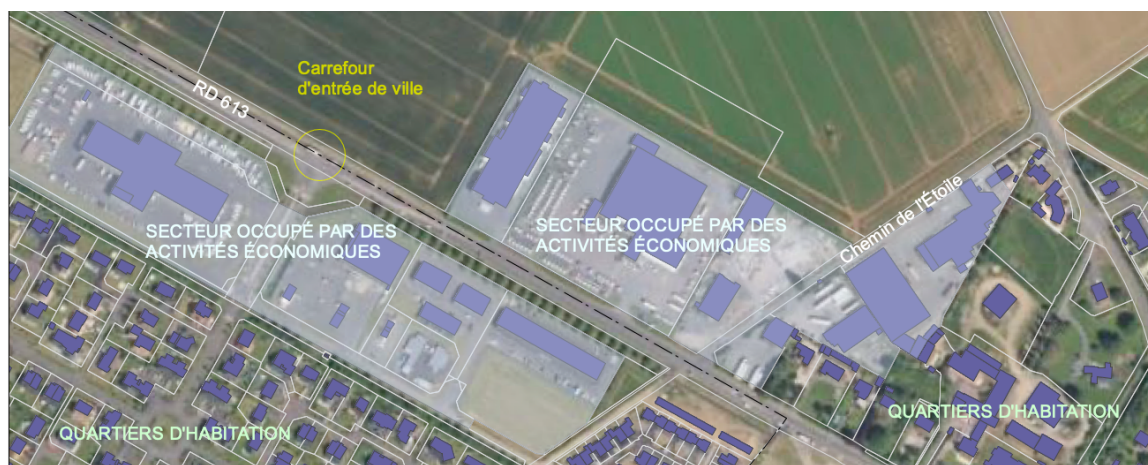 Carrefour
d'entrée de ville
RD 613
SECTEUR OCCUPÉ PAR DES
ACTIVITÉS ÉCONOMIQUES
SECTEUR OCCUPÉ PAR DES
ACTIVITÉS ÉCONOMIQUES
Chemin de l'Étoile
QUARTIERS D'HABITATION
QUARTIERS D'HABITATION